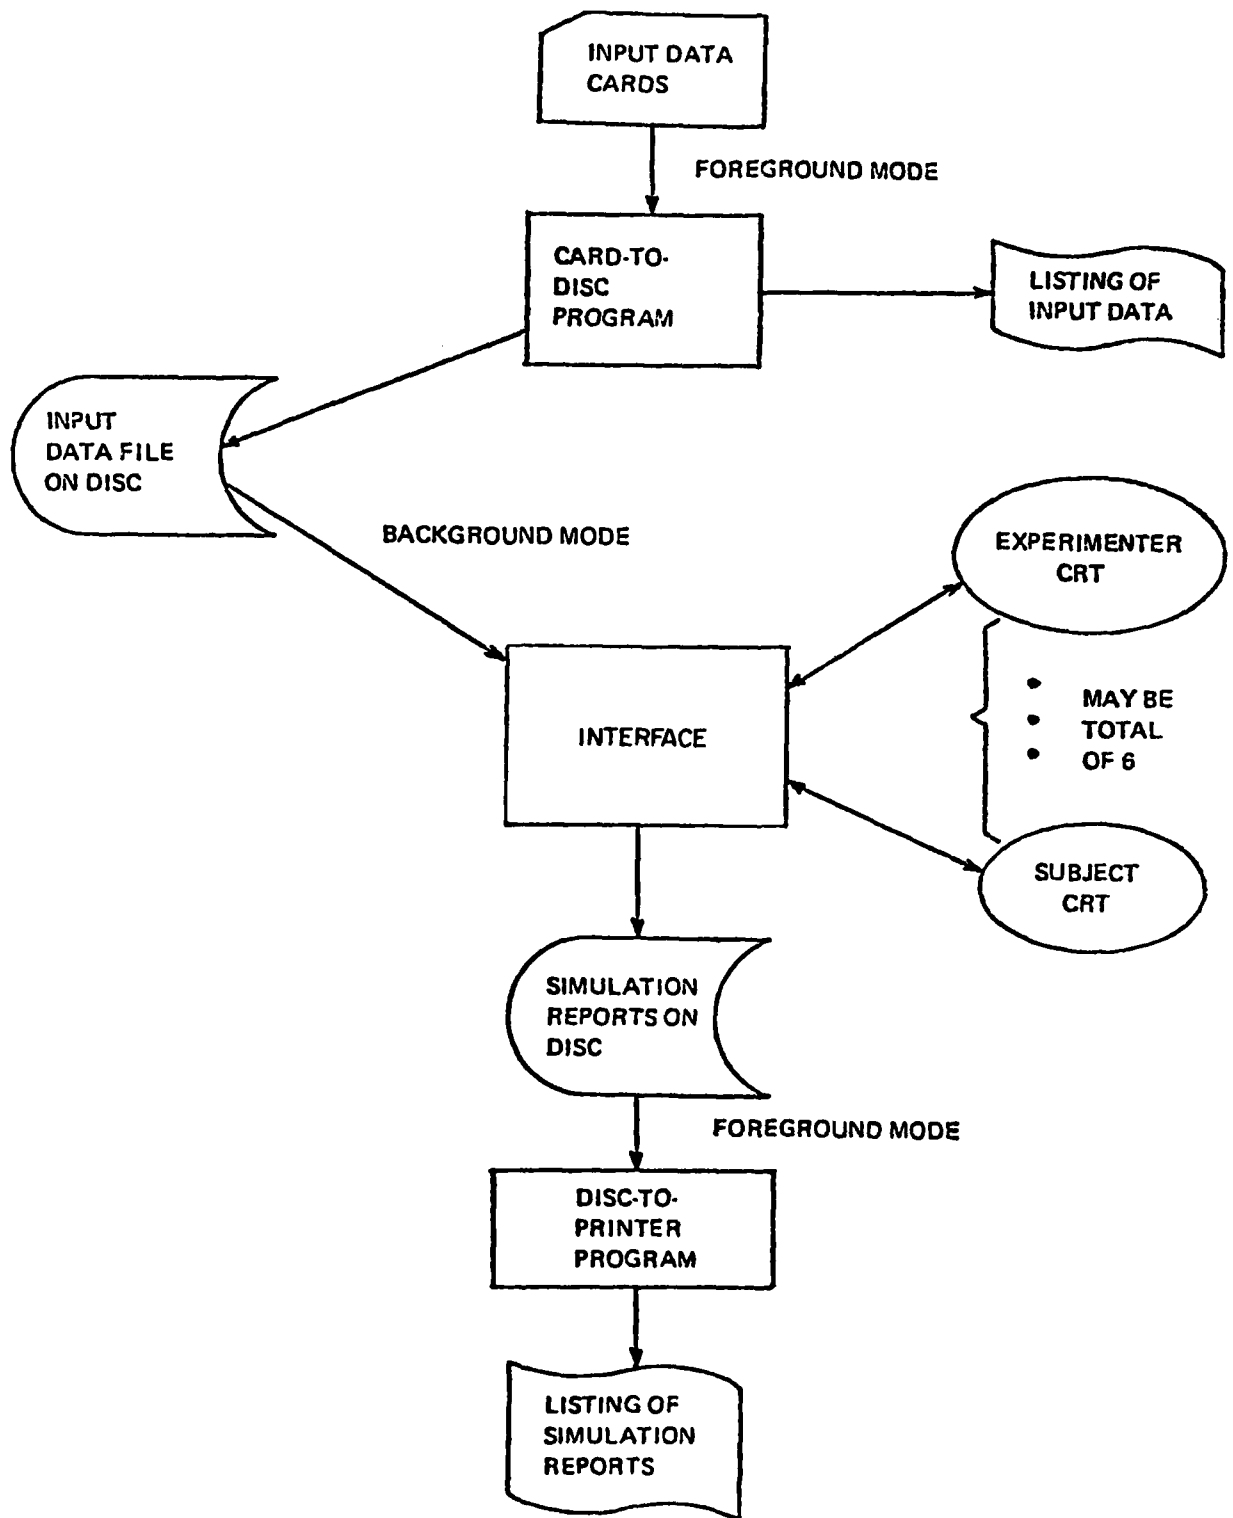 INPUT DATA
CARDS
FOREGROUND MODE
CARD-TO-
DISC
PROGRAM
LISTING OF
INPUT DATA
INPUT
DATA FILE
ON DISC
BACKGROUND MODE
EXPERIMENTER
CRT
INTERFACE
MAY BE
TOTAL
OF 6
SUBJECT
CRT
SIMULATION
REPORTS ON
DISC
FOREGROUND MODE
DISC-TO-
PRINTER
PROGRAM
LISTING OF
SIMULATION
REPORTS